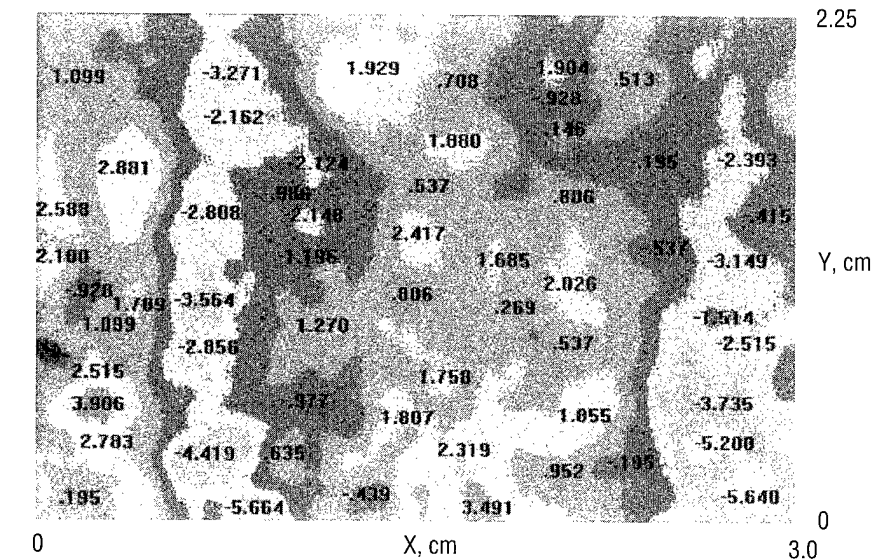 2.25
1.099 -3.271 1.929 .708 1.904 .513
-.928
-2.162 .146
1.880
2.881 -2.124 .195 -2.393
.537 .806
2.588 -2.808 -2.148 .415
2.417
2.100 -1.196 1.685 -.537 -3.149
Y, cm
-.928 1.709 -3.564 .806 2.026
.269
1.099 1.270 -1.514
-2.856 .537 -2.515
2.515 1.758
3.906 -.977 1.807 1.855 -3.735
2.783 -4.419 .635 2.319 -5.200
.952 -.195
.195 -5.664 -.439 3.491 -5.640
0
0 X, cm 3.0